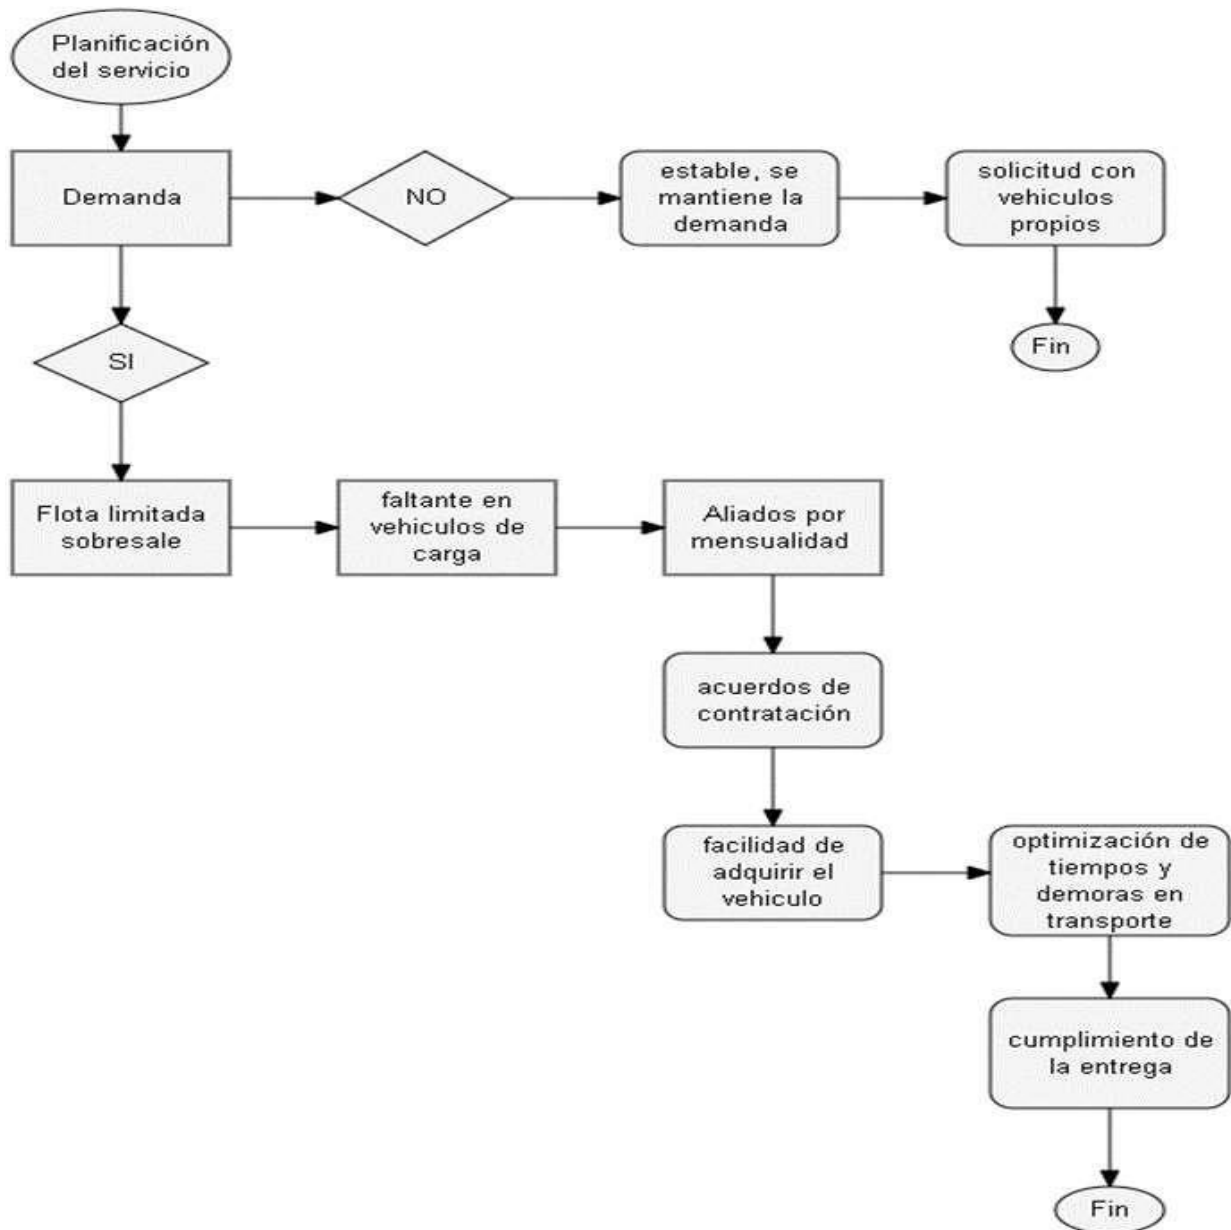 Planificación
del servicio
Demanda
NO
estable, se
mantiene la
demanda
solicitud con
vehiculos
propios
Fin
SI
Flota limitada
sobresale
faltante en
vehiculos de
carga
Aliados por
mensualidad
acuerdos de
contratación
facilidad de
adquirir el
vehiculo
optimización de
tiempos y
demoras en
transporte
cumplimiento de
la entrega
Fin